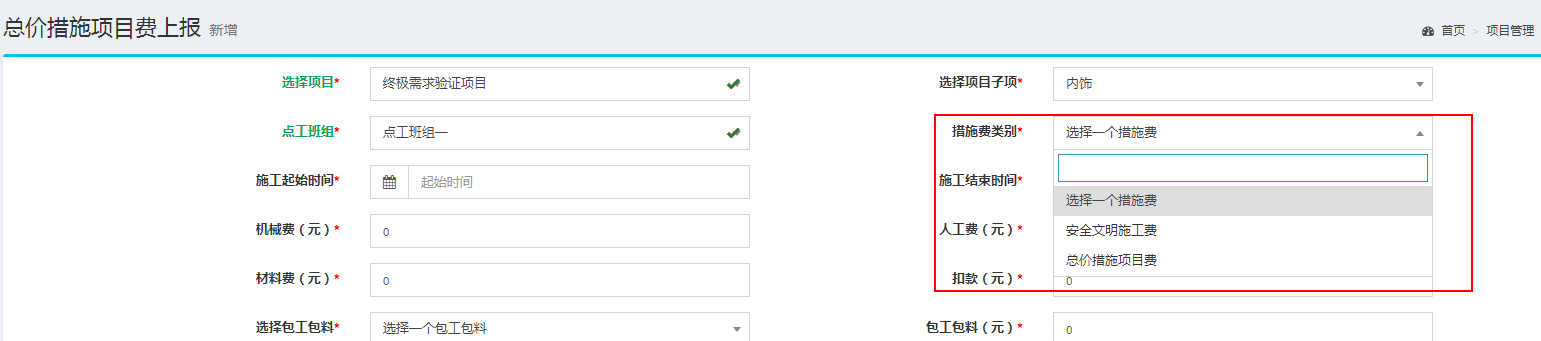 总价措施项目费上报 新增
首页 > 项目管理
选择项目* 终极需求验证项目
选择项目子项* 内饰
点工班组* 点工班组一
措施费类别* 选择一个措施费
施工起始时间* 起始时间
施工结束时间*
选择一个措施费
机械费（元）* 0
人工费（元）*
安全文明施工费
总价措施项目费
材料费（元）* 0
扣款（元）* 0
选择包工包料* 选择一个包工包料
包工包料（元）* 0